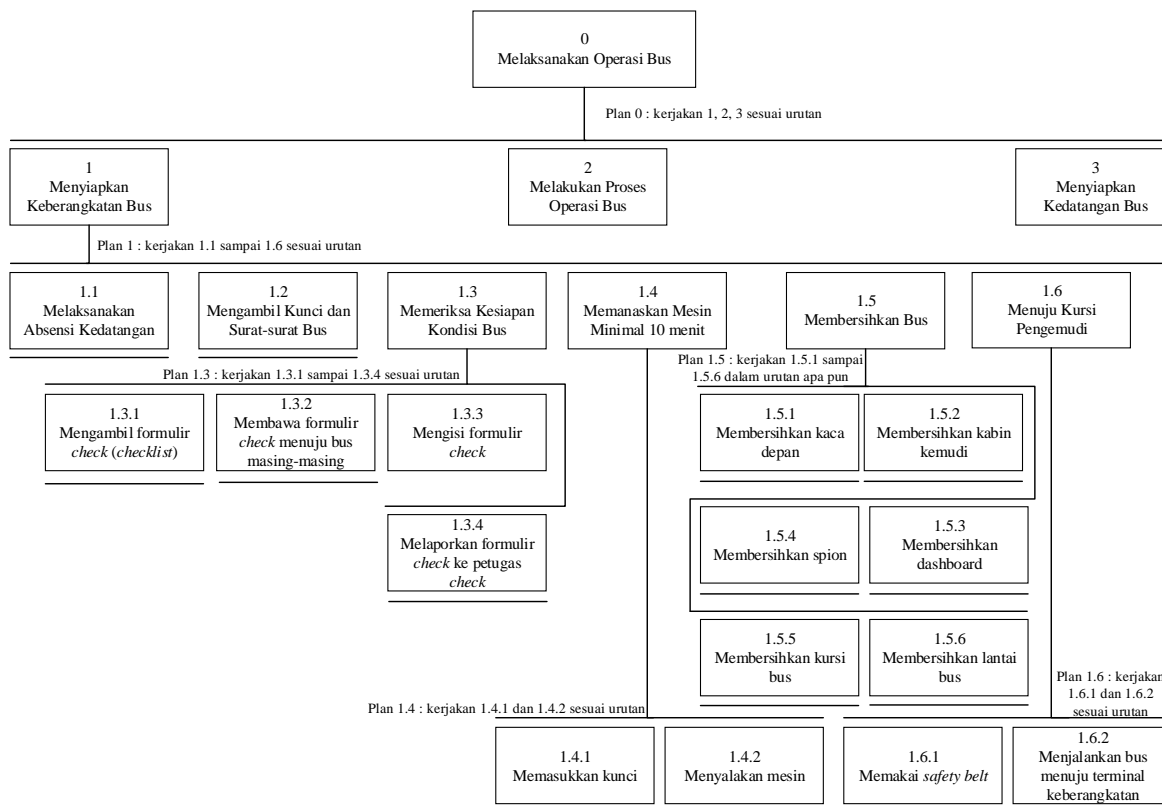 0
Melaksanakan Operasi Bus
Plan 0 : kerjakan 1, 2, 3 sesuai urutan
1
Menyiapkan
Keberangkatan Bus
2
Melakukan Proses
Operasi Bus
3
Menyiapkan
Kedatangan Bus
Plan 1 : kerjakan 1.1 sampai 1.6 sesuai urutan
1.1
Melaksanakan
Absensi Kedatangan
1.2
Mengambil Kunci dan
Surat-surat Bus
1.3
Memeriksa Kesiapan
Kondisi Bus
1.4
Memanaskan Mesin
Minimal 10 menit
1.5
Membersihkan Bus
1.6
Menuju Kursi
Pengemudi
Plan 1.3 : kerjakan 1.3.1 sampai 1.3.4 sesuai urutan
Plan 1.5 : kerjakan 1.5.1 sampai
1.5.6 dalam urutan apa pun
1.3.1
Mengambil formulir
check (checklist)
1.3.2
Membawa formulir
check menuju bus
masing-masing
1.3.3
Mengisi formulir
check
1.3.4
Melaporkan formulir
check ke petugas
check
1.5.1
Membersihkan kaca
depan
1.5.2
Membersihkan kabin
kemudi
1.5.4
Membersihkan spion
1.5.3
Membersihkan
dashboard
1.5.5
Membersihkan kursi
bus
1.5.6
Membersihkan lantai
bus
Plan 1.4 : kerjakan 1.4.1 dan 1.4.2 sesuai urutan
Plan 1.6 : kerjakan
1.6.1 dan 1.6.2
sesuai urutan
1.4.1
Memasukkan kunci
1.4.2
Menyalakan mesin
1.6.1
Memakai safety belt
1.6.2
Menjalankan bus
menuju terminal
keberangkatan